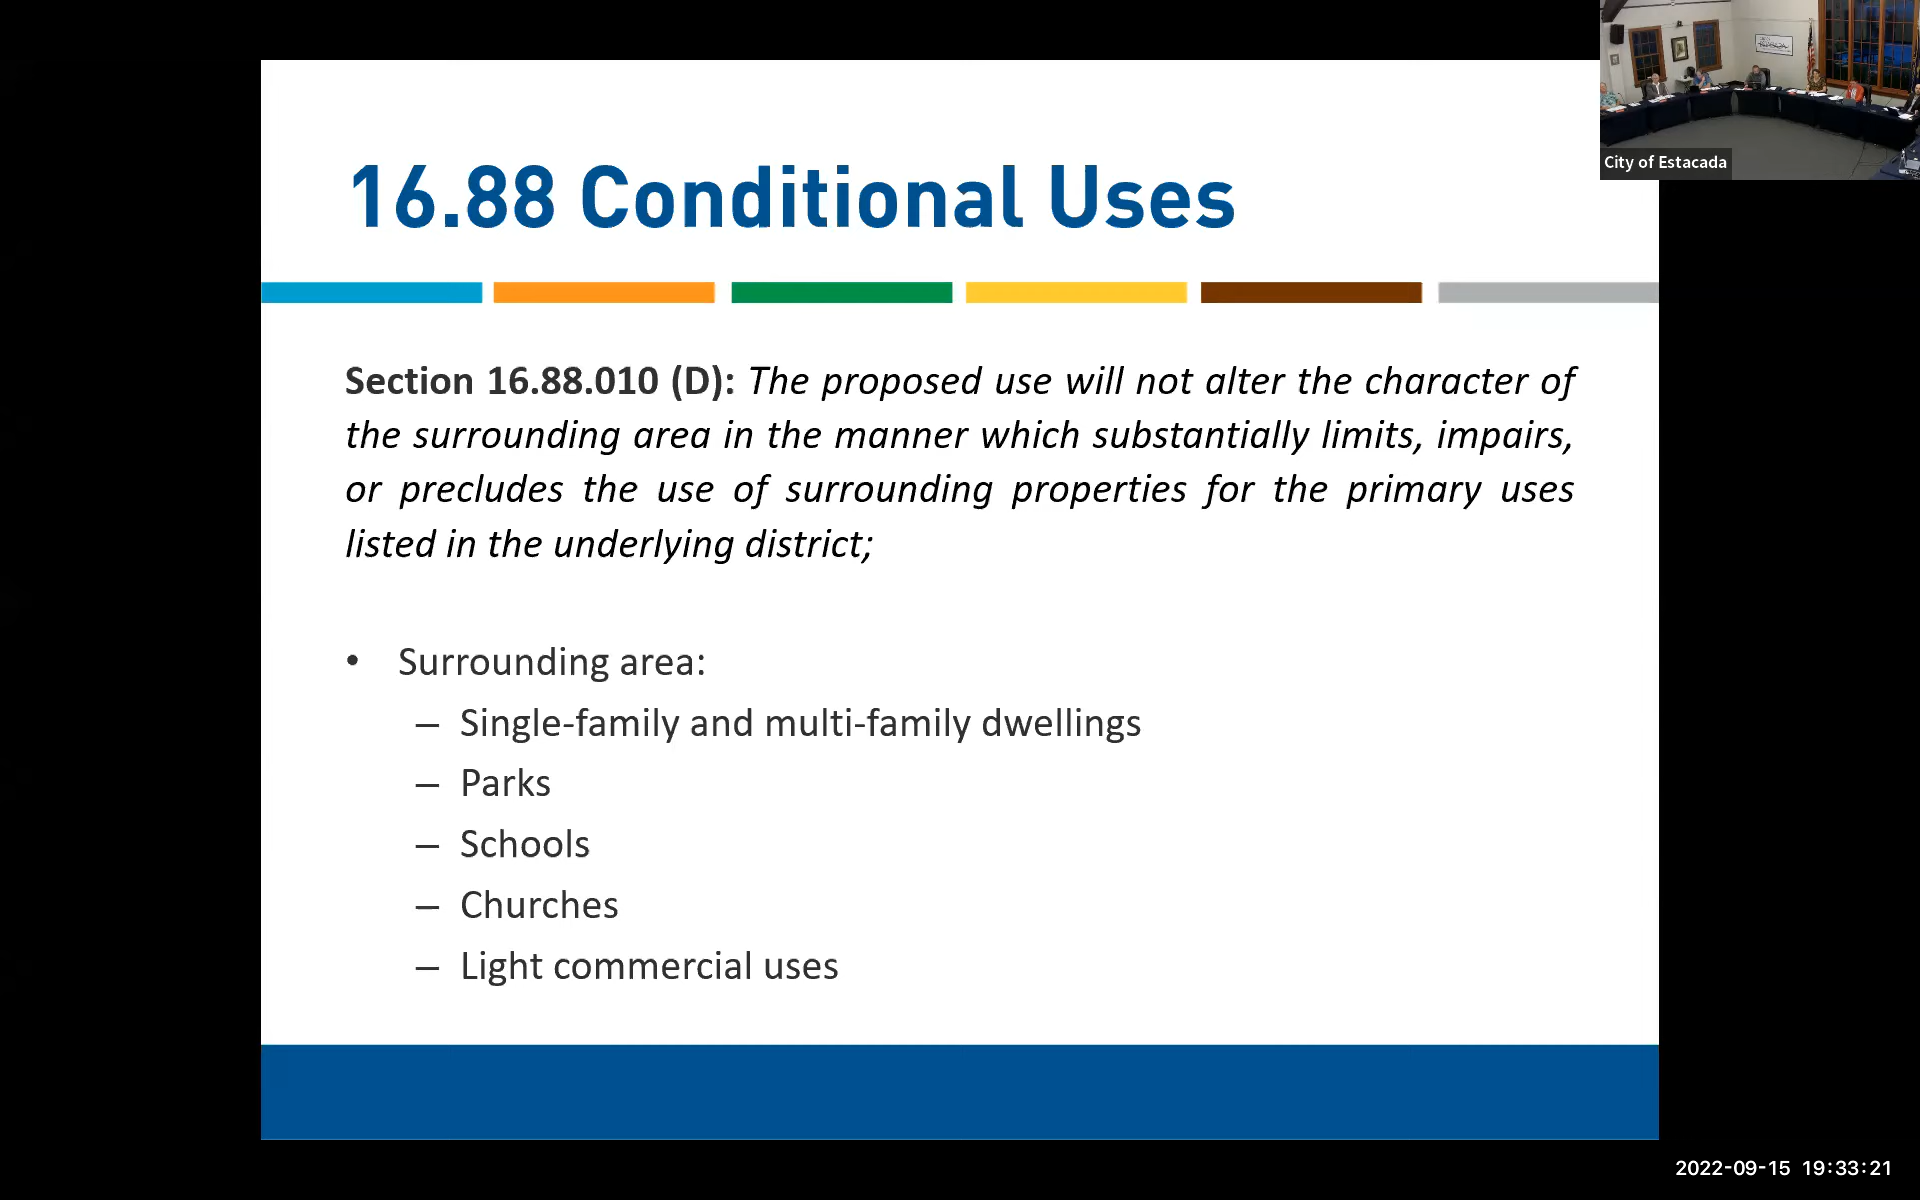 16.88 Conditional Uses
City of Estacada
Section 16.88.010 (D): The proposed use will not alter the character of
the surrounding area in the manner which substantially limits, impairs,
or precludes the use of surrounding properties for the primary uses
listed in the underlying district;
• Surrounding area:
– Single-family and multi-family dwellings
– Parks
– Schools
– Churches
– Light commercial uses
2022-09-15 19:33:21